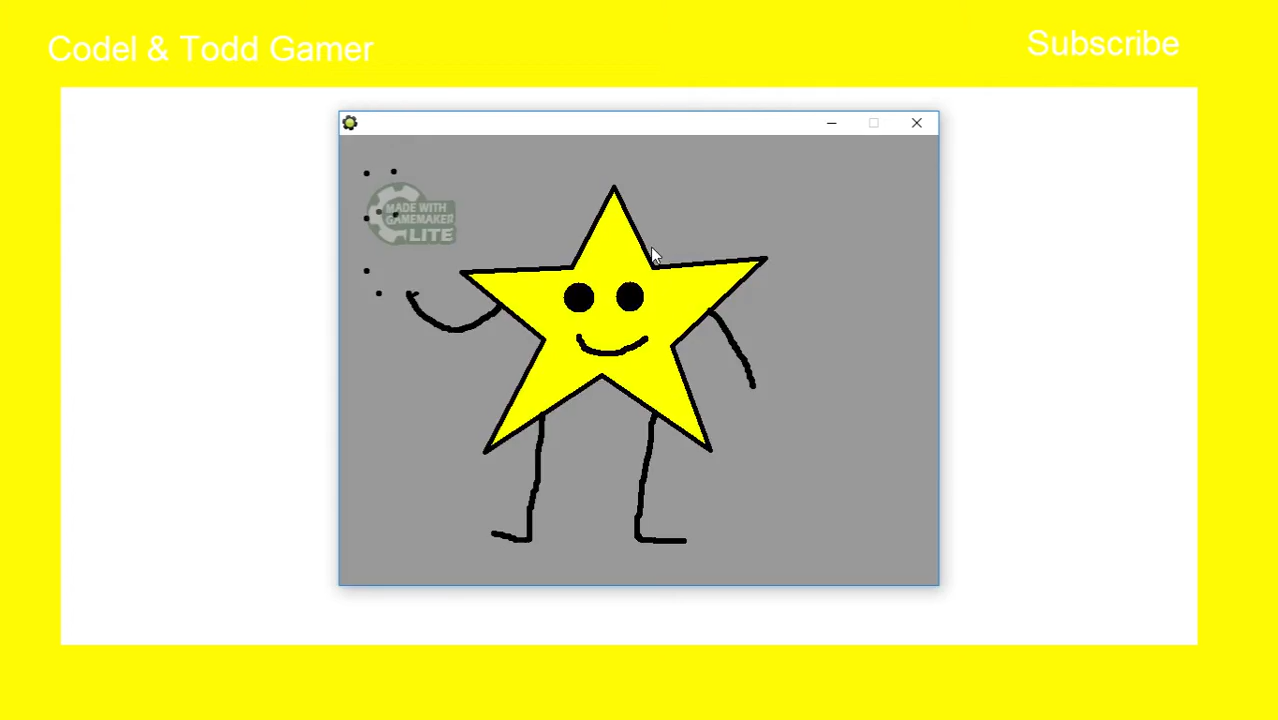 Codel & Todd Gamer
Subscribe
MADE WITH
GAMEMAKER
LITE